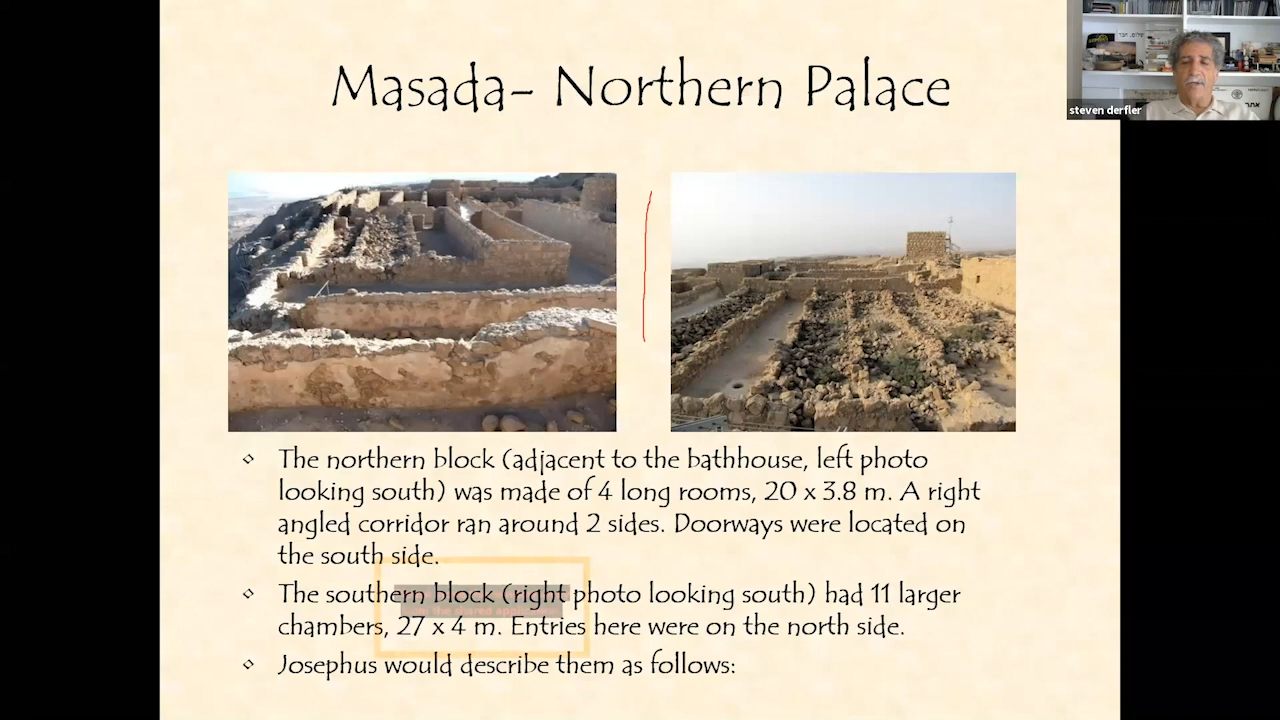 Masada- Northern Palace
steven derfler
◦ The northern block (adjacent to the bathhouse, left photo
looking south) was made of 4 long rooms, 20 x 3.8 m. A right
angled corridor ran around 2 sides. Doorways were located on
the south side.
◦ The southern block (right photo looking south) had 11 larger
chambers, 27 x 4 m. Entries here were on the north side.
◦ Josephus would describe them as follows: